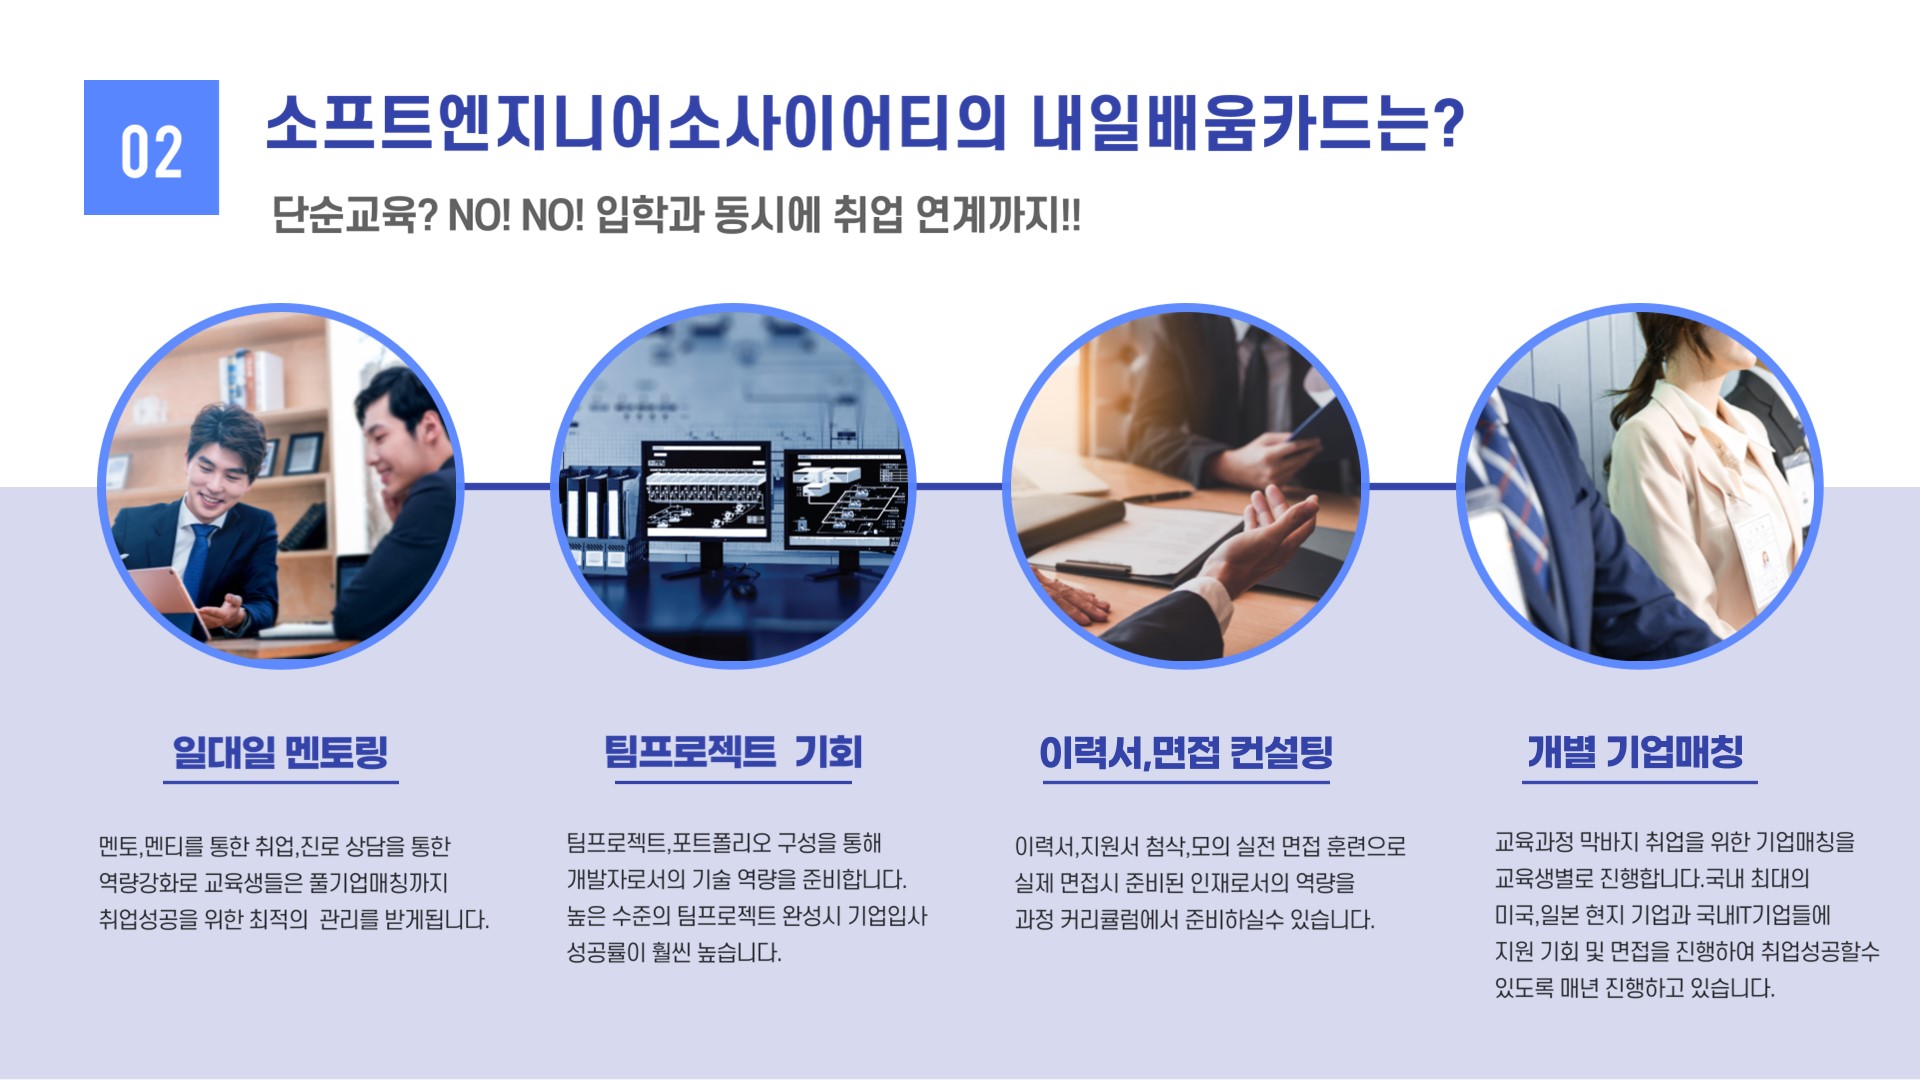 02
소프트엔지니어소사이어티의 내일배움카드는?
단순교육? NO! NO! 입학과 동시에 취업 연계까지!!
일대일 멘토링
멘토,멘티를 통한 취업,진로 상담을 통한
역량강화로 교육생들은 풀기업매칭까지
취업성공을 위한 최적의  관리를 받게됩니다.
팀프로젝트  기회
팀프로젝트,포트폴리오 구성을 통해
개발자로서의 기술 역량을 준비합니다.
높은 수준의 팀프로젝트 완성시 기업입사
성공률이 훨씬 높습니다.
이력서,면접 컨설팅
이력서,지원서 첨삭,모의 실전 면접 훈련으로
실제 면접시 준비된 인재로서의 역량을
과정 커리큘럼에서 준비하실수 있습니다.
개별 기업매칭
교육과정 막바지 취업을 위한 기업매칭을
교육생별로 진행합니다.국내 최대의
미국,일본 현지 기업과 국내IT기업들에
지원 기회 및 면접을 진행하여 취업성공할수
있도록 매년 진행하고 있습니다.